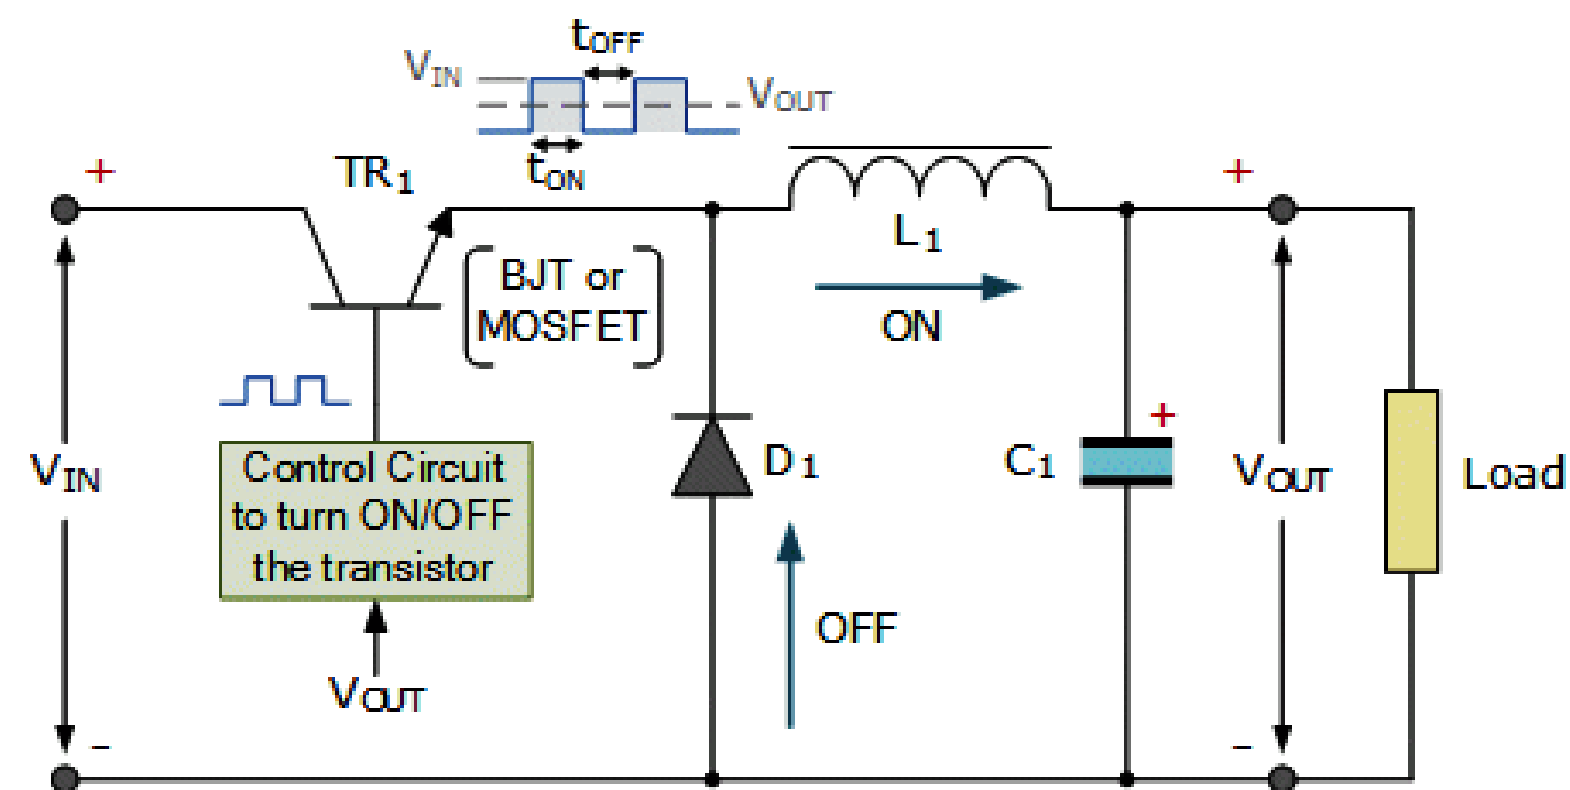 tOFF
VIN
VOUT
tON
+
TR1
+
L1
BJT or
MOSFET
ON
+
VIN
Control Circuit
to turn ON/OFF
the transistor
D1
C1
VOUT
Load
OFF
VOUT
-
-